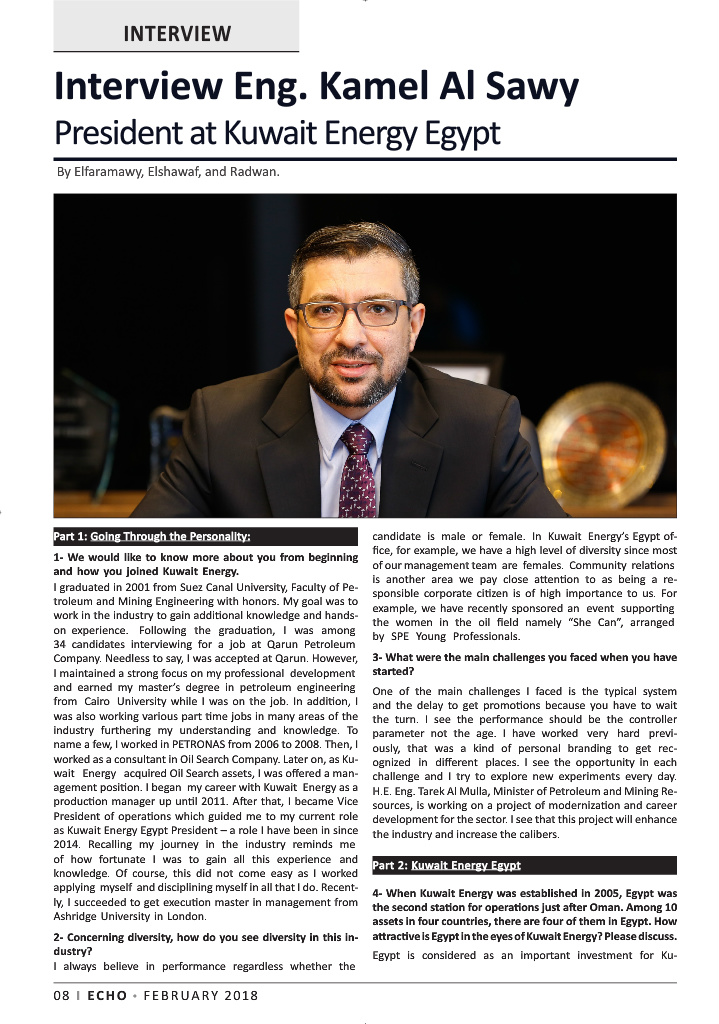 INTERVIEW
Interview Eng. Kamel Al Sawy
President at Kuwait Energy Egypt
By Elfaramawy, Elshawaf, and Radwan.
Part 1: Going Through the Personality:
1- We would like to know more about you from beginning
and how you joined Kuwait Energy.
I graduated in 2001 from Suez Canal University, Faculty of Pe-
troleum and Mining Engineering with honors. My goal was to
work in the industry to gain additional knowledge and hands-
on experience. Following the graduation, I was among
34 candidates interviewing for a job at Qarun Petroleum
Company. Needless to say, I was accepted at Qarun. However,
I maintained a strong focus on my professional development
and earned my master's degree in petroleum engineering
from Cairo University while I was on the job. In addition, I
was also working various part time jobs in many areas of the
industry furthering my understanding and knowledge. To
name a few, I worked in PETRONAS from 2006 to 2008. Then, I
worked as a consultant in Oil Search Company. Later on, as Ku-
wait Energy acquired Oil Search assets, I was offered a man-
agement position. I began my career with Kuwait Energy as a
production manager up until 2011. After that, I became Vice
President of operations which guided me to my current role
as Kuwait Energy Egypt President – a role I have been in since
2014. Recalling my journey in the industry reminds me
of how fortunate I was to gain all this experience and
knowledge. Of course, this did not come easy as I worked
applying myself and disciplining myself in all that I do. Recent-
ly, I succeeded to get execution master in management from
Ashridge University in London.
2- Concerning diversity, how do you see diversity in this in-
dustry?
I always believe in performance regardless whether the
candidate is male or female. In Kuwait Energy's Egypt of-
fice, for example, we have a high level of diversity since most
of our management team are females. Community relations
is another area we pay close attention to as being a re-
sponsible corporate citizen is of high importance to us. For
example, we have recently sponsored an event supporting
the women in the oil field namely "She Can", arranged
by SPE Young Professionals.
3- What were the main challenges you faced when you have
started?
One of the main challenges I faced is the typical system
and the delay to get promotions because you have to wait
the turn. I see the performance should be the controller
parameter not the age. I have worked very hard previ-
ously, that was a kind of personal branding to get rec-
ognized in different places. I see the opportunity in each
challenge and I try to explore new experiments every day.
H.E. Eng. Tarek Al Mulla, Minister of Petroleum and Mining Re-
sources, is working on a project of modernization and career
development for the sector. I see that this project will enhance
the industry and increase the calibers.
Part 2: Kuwait Energy Egypt
4- When Kuwait Energy was established in 2005, Egypt was
the second station for operations just after Oman. Among 10
assets in four countries, there are four of them in Egypt. How
attractive is Egypt in the eyes of Kuwait Energy? Please discuss.
Egypt is considered as an important investment for Ku-
08 I ECHO • FEBRUARY 2018